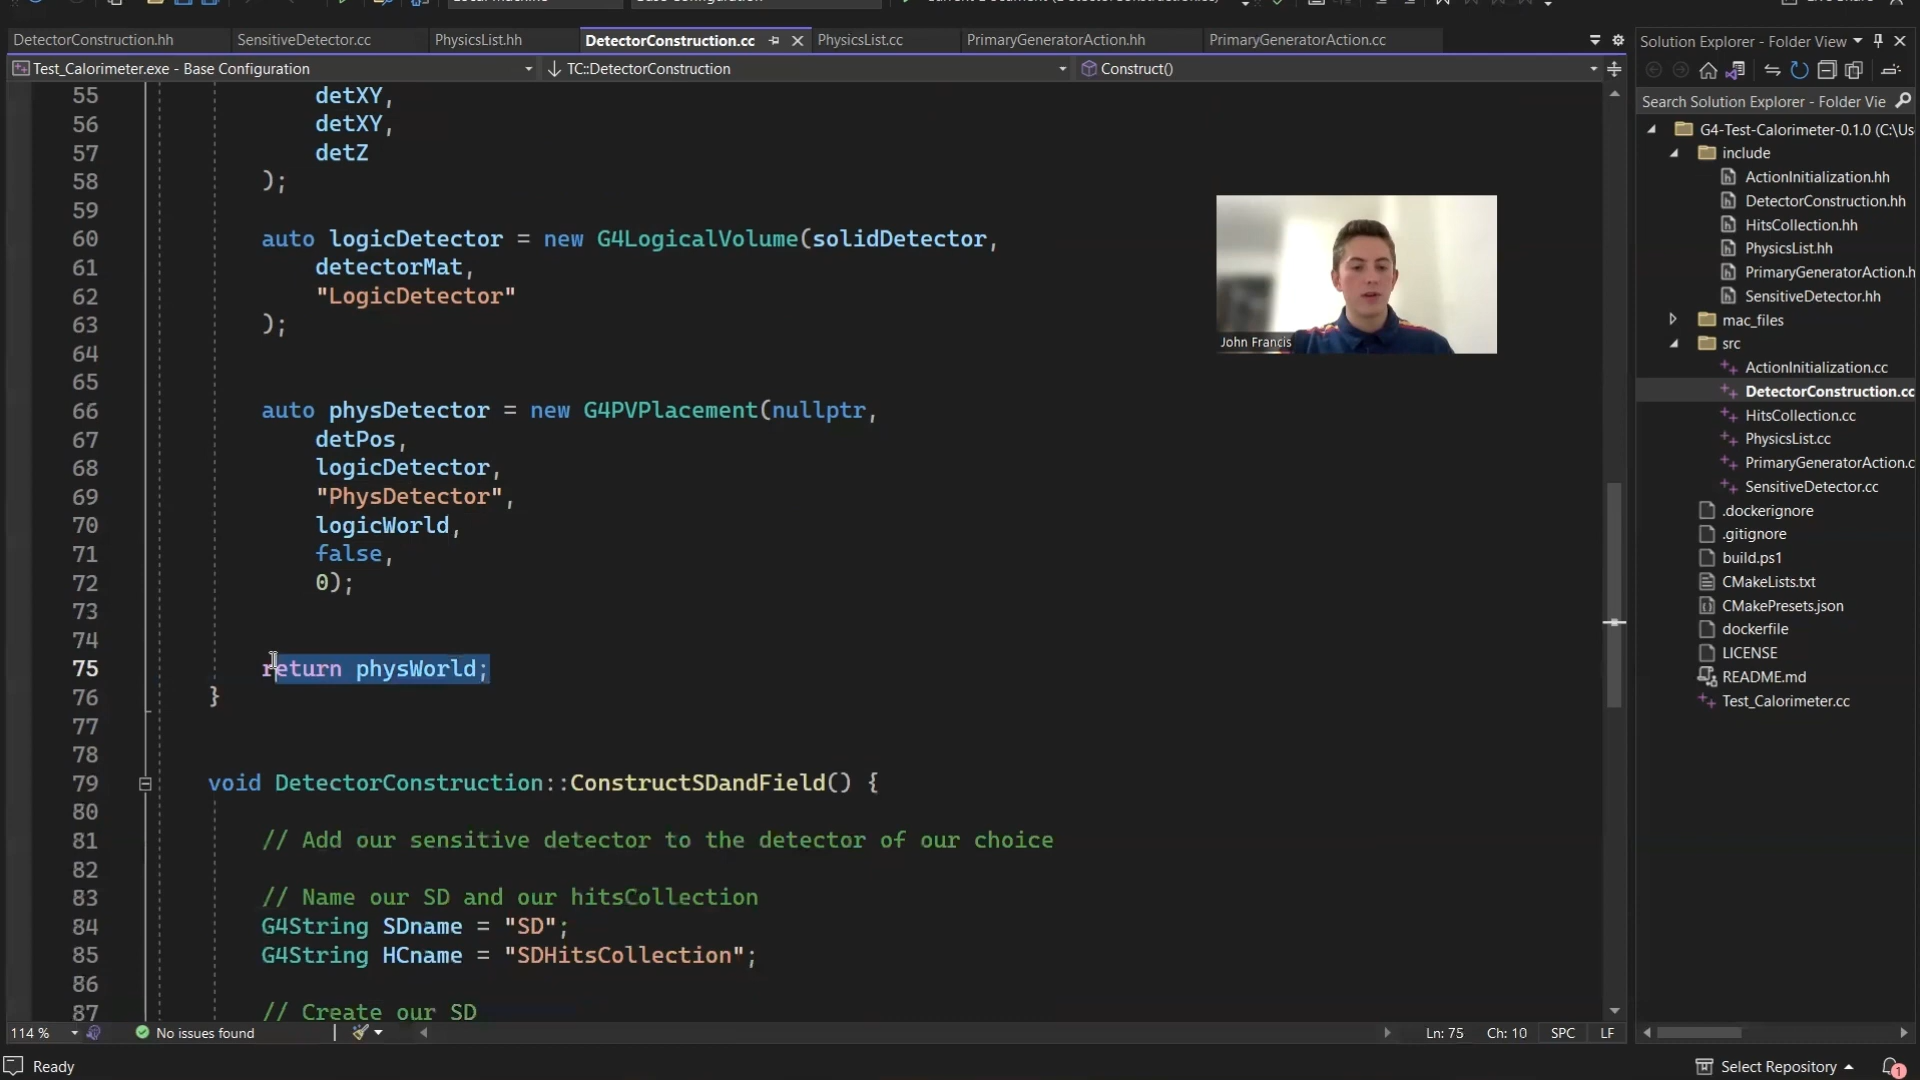 DetectorConstruction.hh SensitiveDetector.cc PhysicsList.hh DetectorConstruction.cc PhysicsList.cc PrimaryGeneratorAction.hh PrimaryGeneratorAction.cc
Test_Calorimeter.exe - Base Configuration TC::DetectorConstruction Construct()
55 detXY,
56 detXY,
57 detZ
58 );
59
60 auto logicDetector = new G4LogicalVolume(solidDetector,
61 detectorMat,
62 "LogicDetector"
63 );
64
65
66 auto physDetector = new G4PVPlacement(nullptr,
67 detPos,
68 logicDetector,
69 "PhysDetector",
70 logicWorld,
71 false,
72 0);
73
74
75 return physWorld;
76 }
77
78
79 void DetectorConstruction::ConstructSDandField() {
80
81 // Add our sensitive detector to the detector of our choice
82
83 // Name our SD and our hitsCollection
84 G4String SDname = "SD";
85 G4String HCname = "SDHitsCollection";
86
87 // Create our SD
John Francis
114 % No issues found Ln: 75 Ch: 10 SPC LF
Ready
Solution Explorer - Folder View
Search Solution Explorer - Folder Vie
G4-Test-Calorimeter-0.1.0 (C:\Us
include
ActionInitialization.hh
DetectorConstruction.hh
HitsCollection.hh
PhysicsList.hh
PrimaryGeneratorAction.h
SensitiveDetector.hh
mac_files
src
ActionInitialization.cc
DetectorConstruction.cc
HitsCollection.cc
PhysicsList.cc
PrimaryGeneratorAction.c
SensitiveDetector.cc
.dockerignore
.gitignore
build.ps1
CMakeLists.txt
CMakePresets.json
dockerfile
LICENSE
README.md
Test_Calorimeter.cc
Select Repository 1